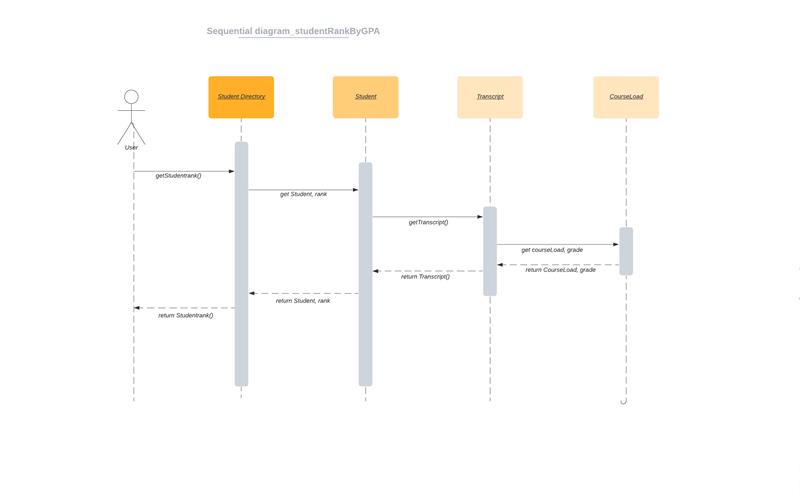 Sequential diagram_studentRankByGPA
Student Directory
Student
Transcript
CourseLoad
User
getStudentrank()
get Student, rank
getTranscript()
get courseLoad, grade
return CourseLoad, grade
return Transcript()
return Student, rank
return Studentrank()